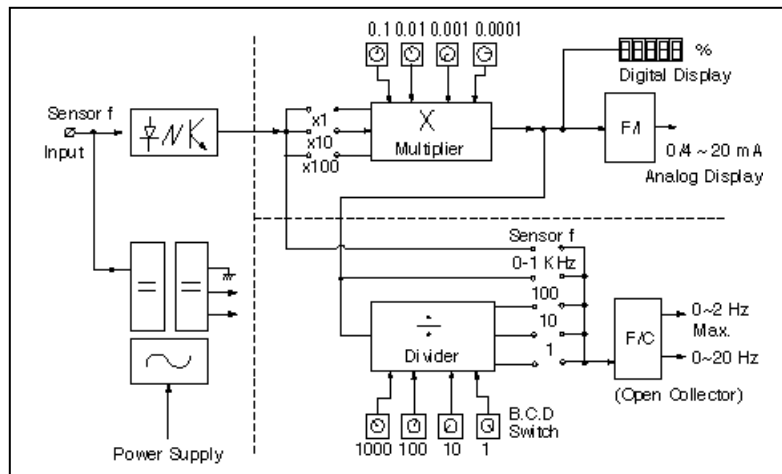 0.1 0.01 0.001 0.0001
%
Digital Display
Sensor f
Input
x1
x10
x100
X
Multiplier
F/I
0/4 ~ 20 mA
Analog Display
Sensor f
0-1 KHz
100
10
1
÷
Divider
F/C
0~2 Hz
Max.
0~20 Hz
(Open Collector)
B.C.D
Switch
1000 100 10 1
Power Supply